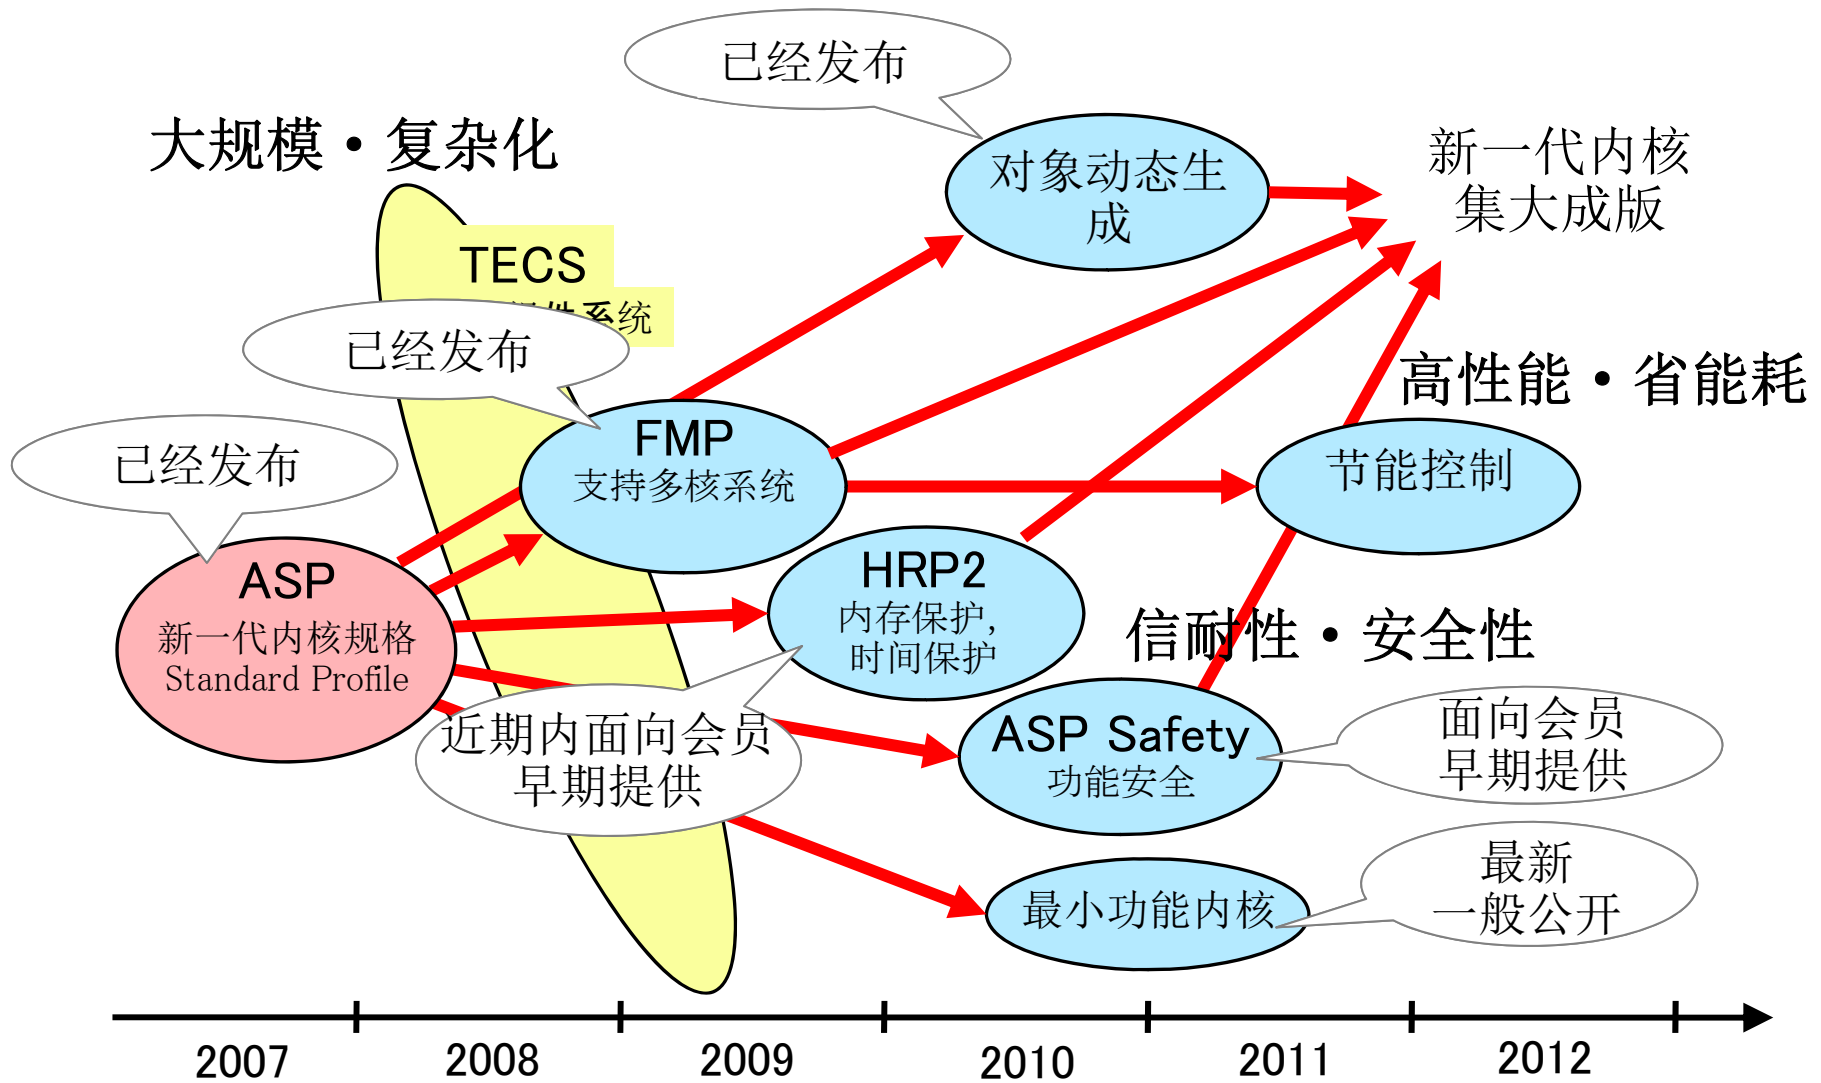 已经发布
大规模・复杂化
对象动态生
成
新一代内核
集大成版
TECS
系统
已经发布
高性能・省能耗
已经发布
FMP
支持多核系统
节能控制
ASP
新一代内核规格
Standard Profile
HRP2
内存保护,
时间保护
信耐性・安全性
近期内面向会员
早期提供
ASP Safety
功能安全
面向会员
早期提供
最小功能内核
最新
一般公开
2007
2008
2009
2010
2011
2012